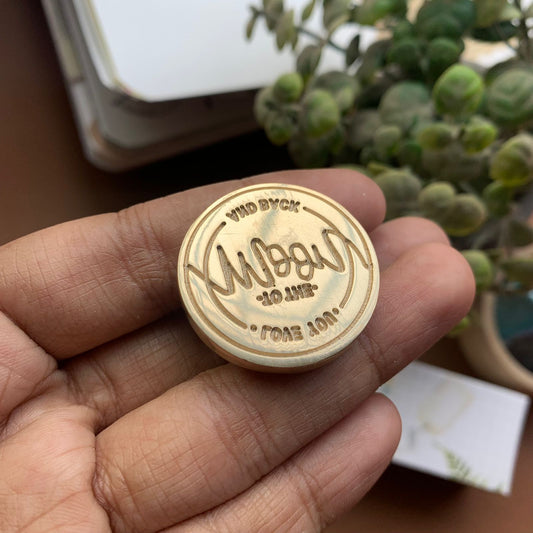 LOVE YOU
TO THE
Moon
AND BACK